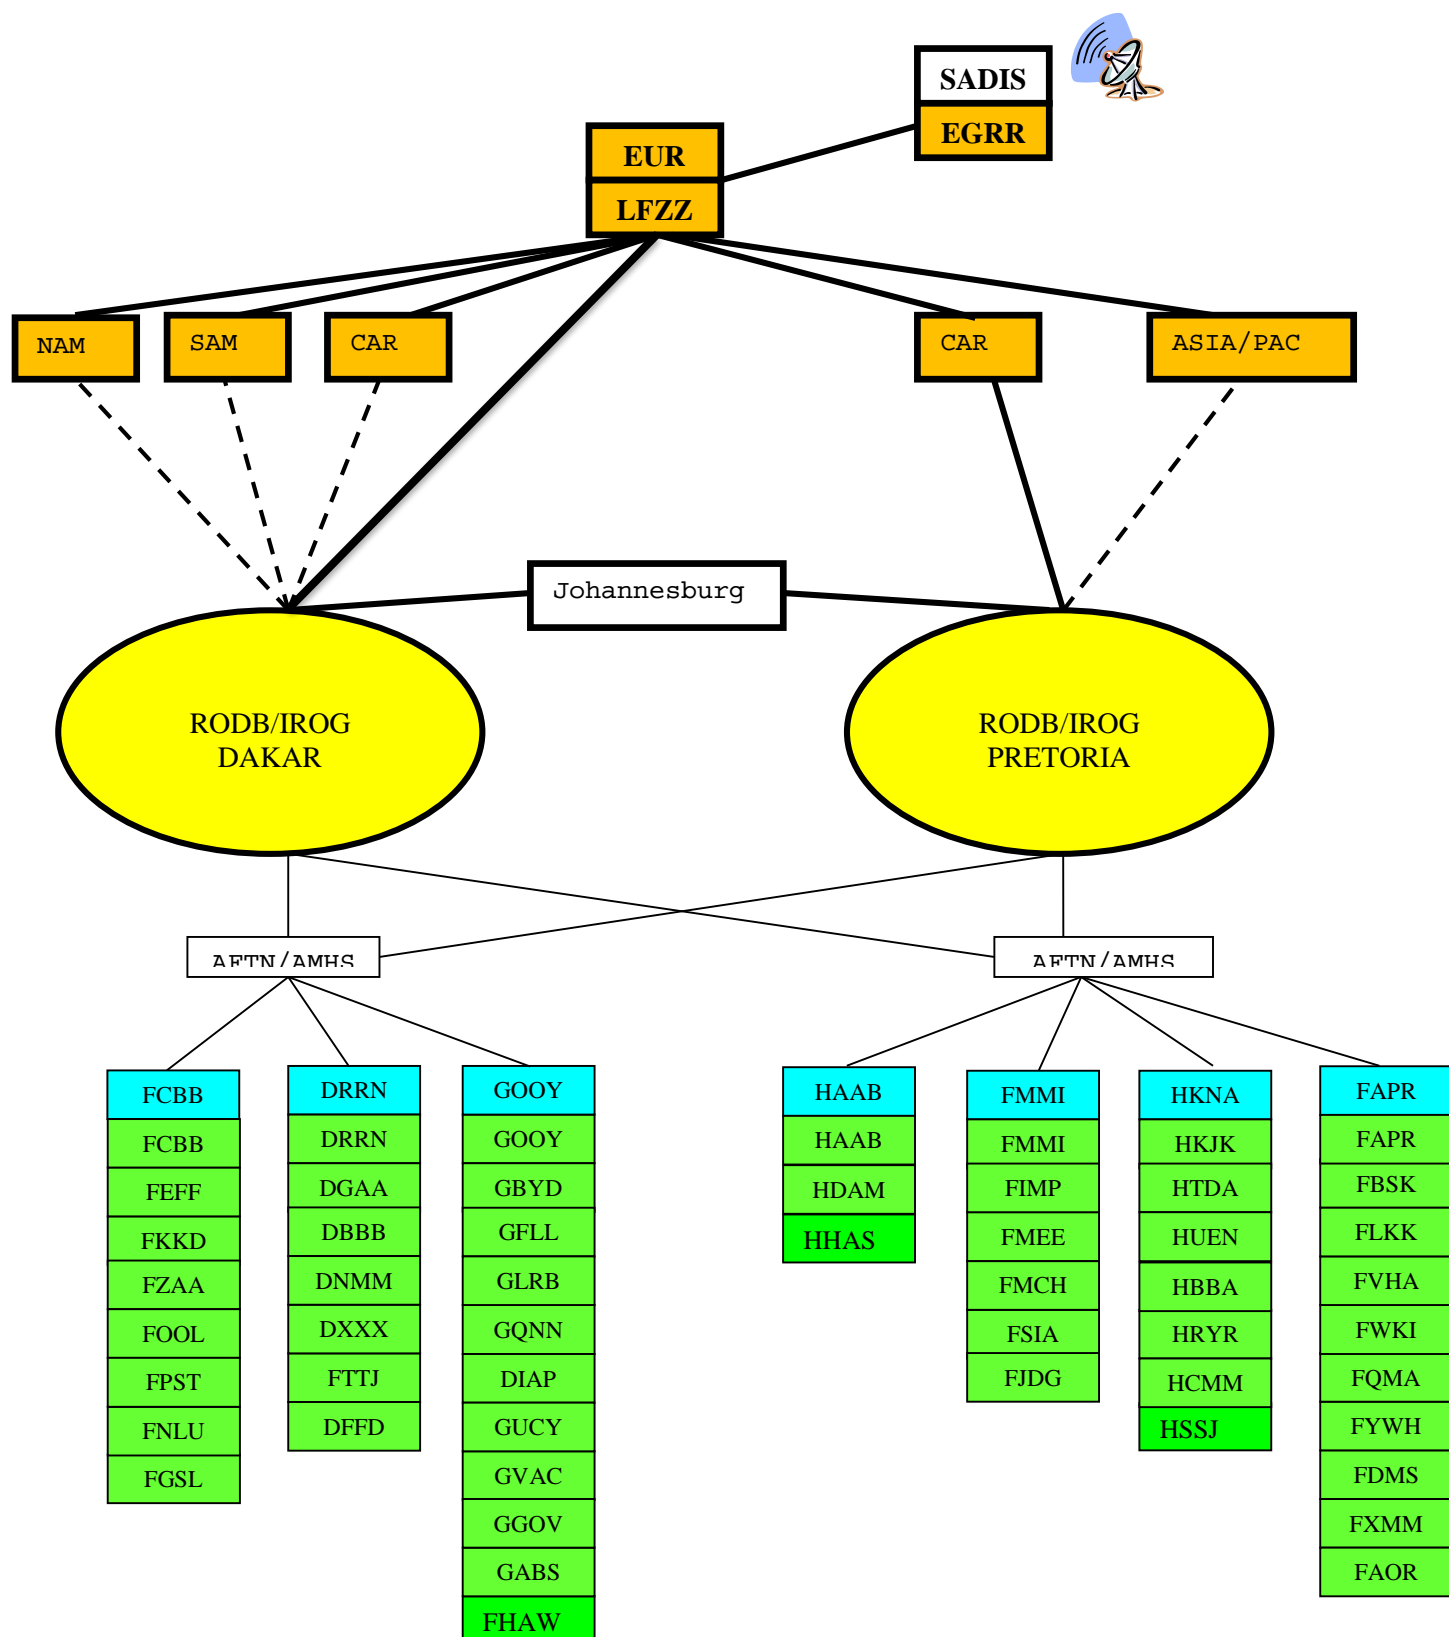 SADIS
EGRR
EUR
LFZZ
NAM
SAM
CAR
CAR
ASIA/PAC
Johannesburg
RODB/IROG
DAKAR
RODB/IROG
PRETORIA
AFTN/AMHS
AFTN/AMHS
FCBB
FCBB
FEFF
FKKD
FZAA
FOOL
FPST
FNLU
FGSL
DRRN
DRRN
DGAA
DBBB
DNMM
DXXX
FTTJ
DFFD
GOOY
GOOY
GBYD
GFLL
GLRB
GQNN
DIAP
GUCY
GVAC
GGOV
GABS
FHAW
HAAB
HAAB
HDAM
HHAS
FMMI
FMMI
FIMP
FMEE
FMCH
FSIA
FJDG
HKNA
HKJK
HTDA
HUEN
HBBA
HRYR
HCMM
HSSJ
FAPR
FAPR
FBSK
FLKK
FVHA
FWKI
FQMA
FYWH
FDMS
FXMM
FAOR